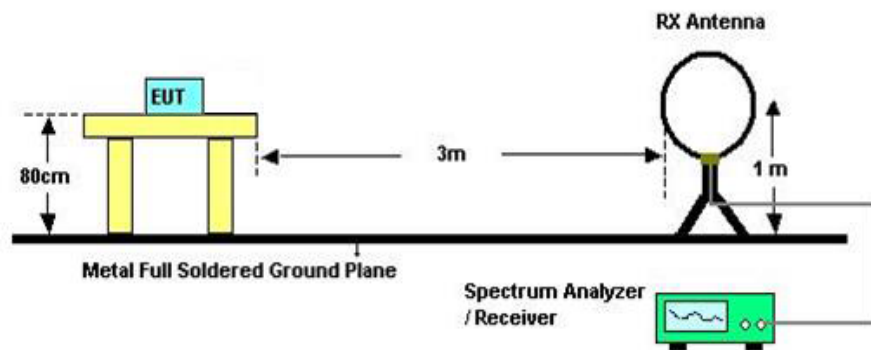 RX Antenna
EUT
80cm
3m
1 m
Metal Full Soldered Ground Plane
Spectrum Analyzer
/ Receiver